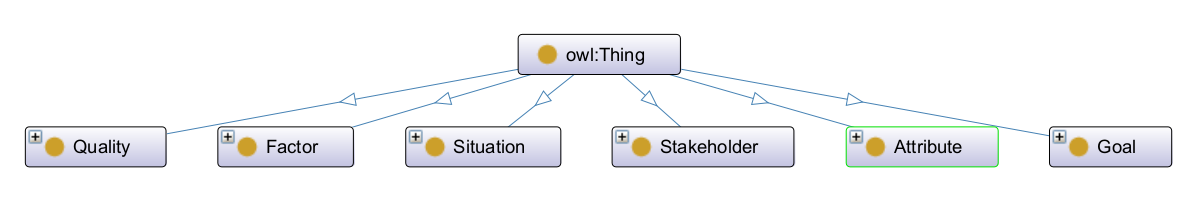 owl:Thing
Quality
Factor
Situation
Stakeholder
Attribute
Goal